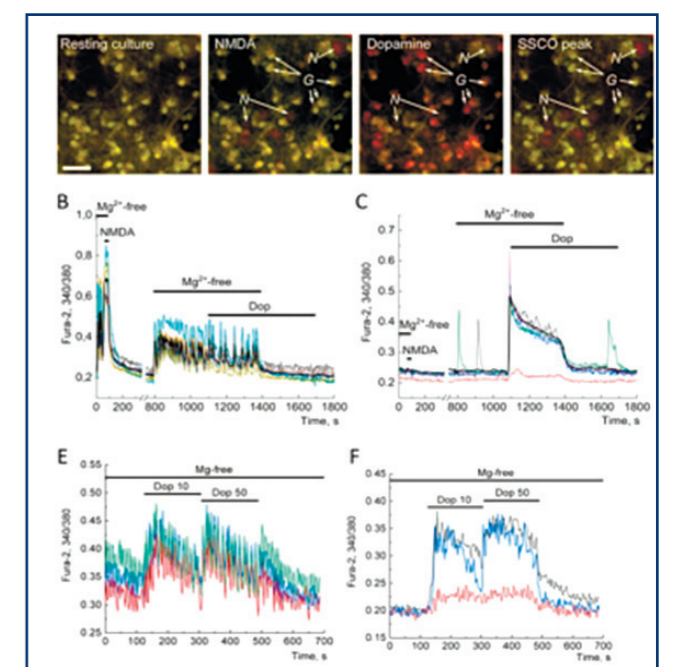 Resting culture
NMDA
N
G
N
Dopamine
N
G
N
SSCO peak
N
G
N
B
Mg²⁺-free
NMDA
Mg²⁺-free
Dop
Fura-2, 340/380
1,0
0,8
0,6
0,4
0,2
0 200 800 1000 1200 1400 1600 1800
Time, s
C
Mg²⁺-free
Dop
Mg²⁺-free
NMDA
Fura-2, 340/380
0.7
0.6
0.5
0.4
0.3
0.2
0 200 800 1000 1200 1400 1600 1800
Time, s
E
Mg-free
Dop 10
Dop 50
Fura-2, 340/380
0.55
0.50
0.45
0.40
0.35
0.30
0.25
0 100 200 300 400 500 600 700
Time, s
F
Mg-free
Dop 10
Dop 50
Fura-2, 340/380
0.45
0.40
0.35
0.30
0.25
0.20
0.15
0 100 200 300 400 500 600 700
Time, s